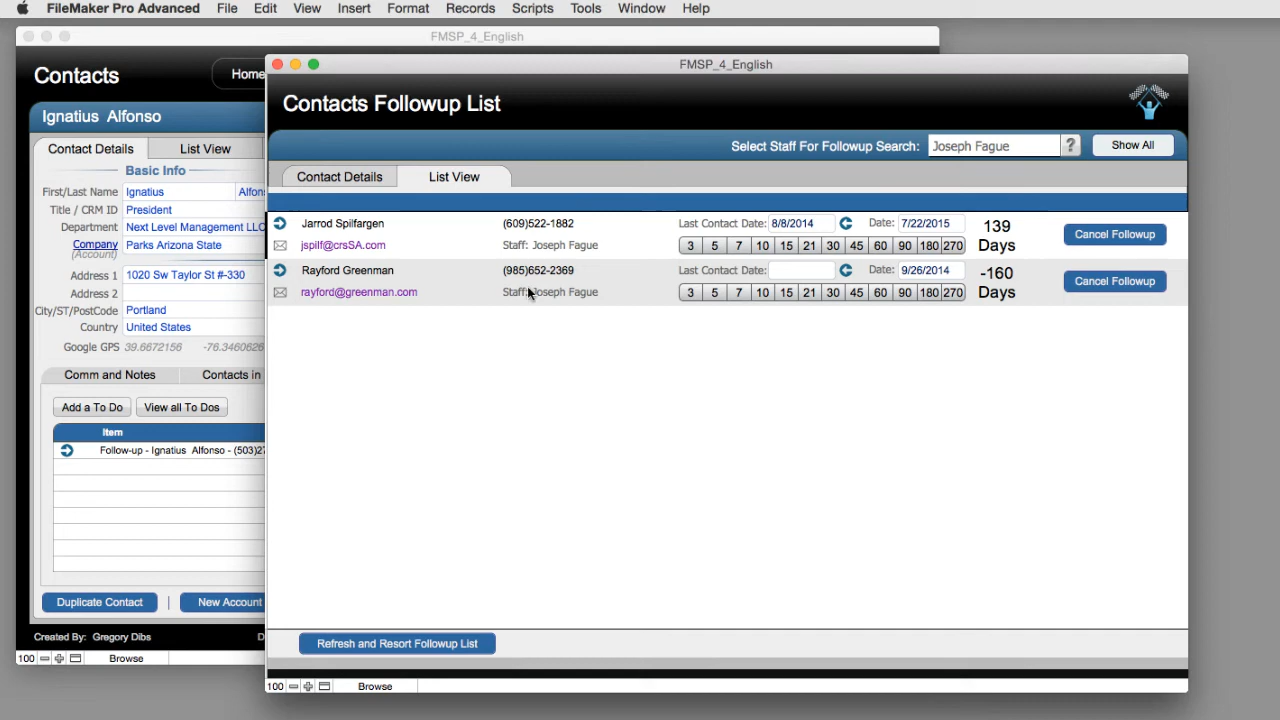 FileMaker Pro Advanced File Edit View Insert Format Records Scripts Tools Window Help
FMSP_4_English
Contacts
Home
Ignatius Alfonso
Contact Details List View
Basic Info
First/Last Name Ignatius Alfons
Title / CRM ID President
Department Next Level Management LLC
Company Parks Arizona State
(Account)
Address 1 1020 Sw Taylor St #-330
Address 2
City/ST/PostCode Portland
Country United States
Google GPS 39.6672156 -76.3460626
Comm and Notes Contacts in
Add a To Do View all To Dos
Item
Follow-up - Ignatius Alfonso - (503)27
Duplicate Contact | New Account
Created By: Gregory Dibs D
100 Browse
FMSP_4_English
Contacts Followup List
Select Staff For Followup Search: Joseph Fague ? Show All
Contact Details List View
Jarrod Spilfargen (609)522-1882 Last Contact Date: 8/8/2014 Date: 7/22/2015 139
jspilf@crsSA.com Staff: Joseph Fague 3 5 7 10 15 21 30 45 60 90 180 270 Days
Cancel Followup
Rayford Greenman (985)652-2369 Last Contact Date: Date: 9/26/2014 -160
rayford@greenman.com Staff: Joseph Fague 3 5 7 10 15 21 30 45 60 90 180 270 Days
Cancel Followup
Refresh and Resort Followup List
100 Browse